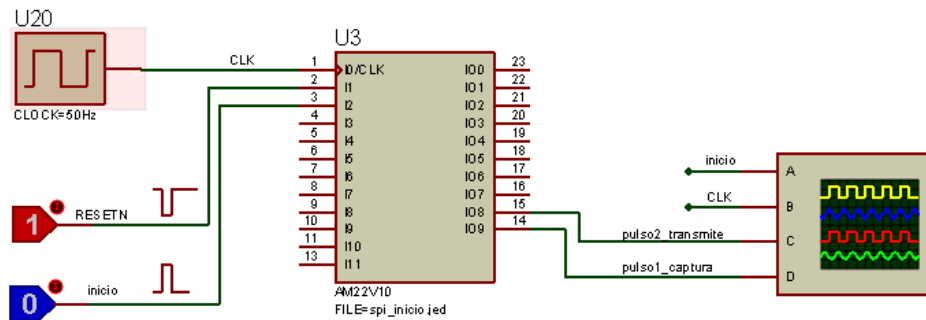 U20
CLOCK=50Hz
CLK
1
RESETN
0
inicio
U3
1 I0/CLK IO0 23
2 I1 IO1 22
3 I2 IO2 21
4 I3 IO3 20
5 I4 IO4 19
6 I5 IO5 18
7 I6 IO6 17
8 I7 IO7 16
9 I8 IO8 15
10 I9 IO9 14
11 I10
13 I11
AM22V10
FILE=spi_inicio.jed
inicio
CLK
pulso2_transmite
pulso1_captura
A
B
C
D